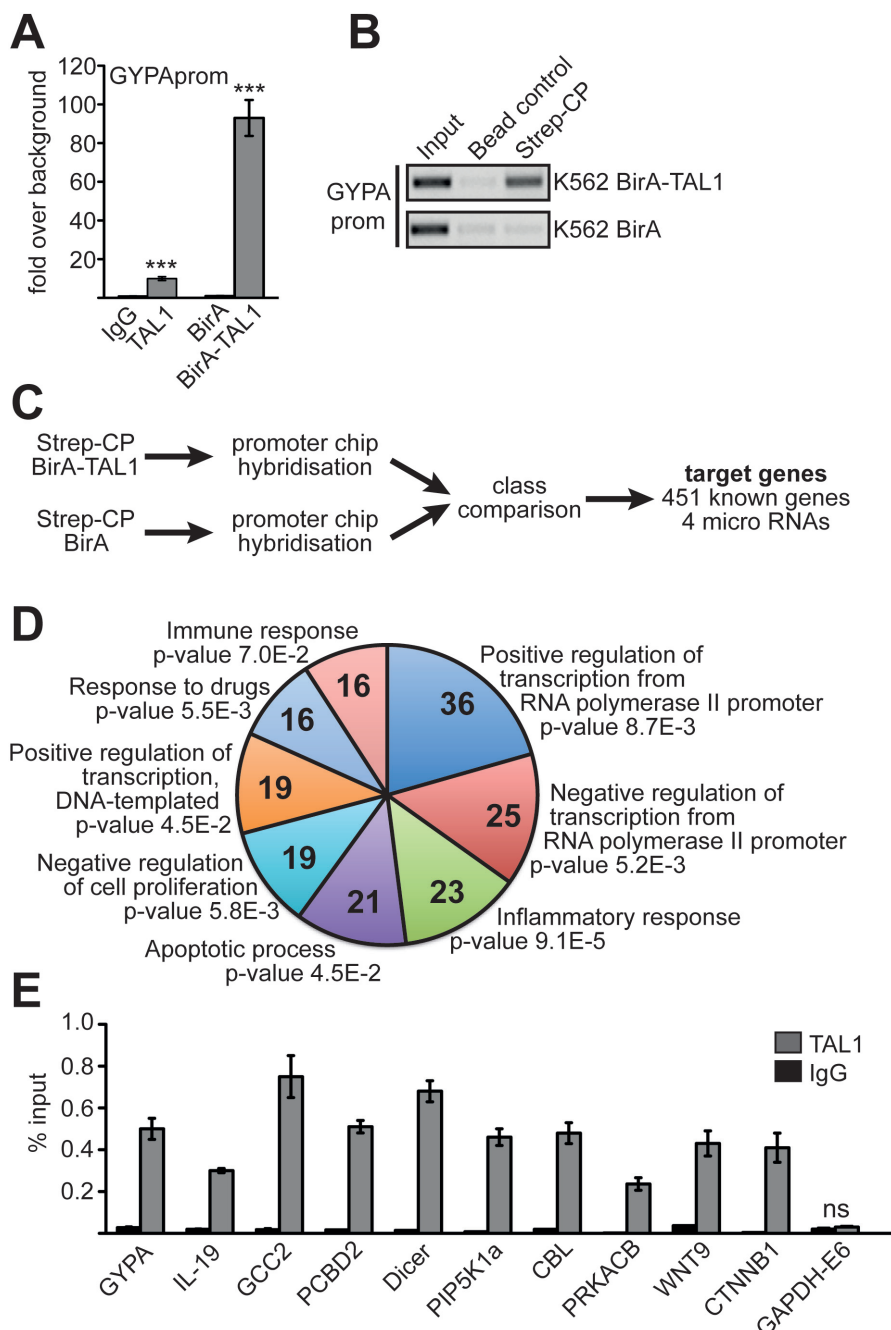 A
GYPAprom
fold over background
120
100
80
60
40
20
***
***
IgG
TAL1
BirA
BirA-TAL1
B
Input
Bead control
Strep-CP
GYPA
prom
K562 BirA-TAL1
K562 BirA
C
Strep-CP
BirA-TAL1
promoter chip
hybridisation
Strep-CP
BirA
promoter chip
hybridisation
class
comparison
target genes
451 known genes
4 micro RNAs
D
36
Positive regulation of
transcription from
RNA polymerase II promoter
p-value 8.7E-3
25
Negative regulation of
transcription from
RNA polymerase II promoter
p-value 5.2E-3
23
Inflammatory response
p-value 9.1E-5
21
Apoptotic process
p-value 4.5E-2
19
Negative regulation
of cell proliferation
p-value 5.8E-3
19
Positive regulation of
transcription,
DNA-templated
p-value 4.5E-2
16
Response to drugs
p-value 5.5E-3
16
Immune response
p-value 7.0E-2
E
% input
1.0
0.8
0.6
0.4
0.2
TAL1
IgG
ns
GYPA
IL-19
GCC2
PCBD2
Dicer
PIP5K1a
CBL
PRKACB
WNT9
CTNNB1
GAPDH-E6